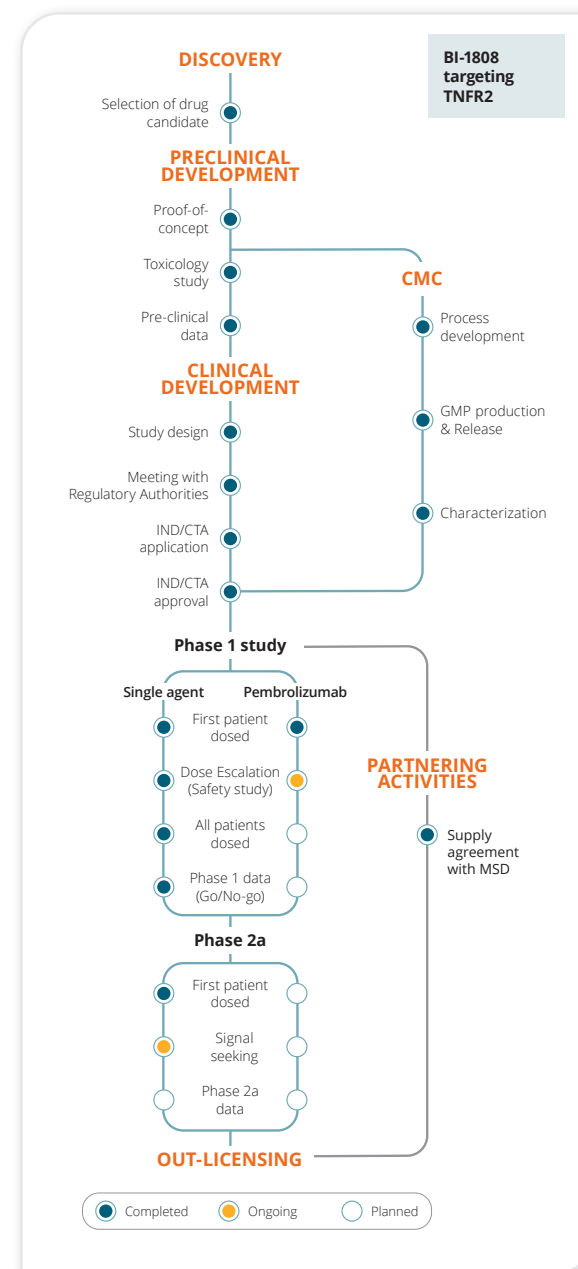 DISCOVERY
BI-1808
targeting
TNFR2
Selection of drug
candidate
PRECLINICAL
DEVELOPMENT
Proof-of-
concept
Toxicology
study
CMC
Pre-clinical
data
Process
development
CLINICAL
DEVELOPMENT
Study design
GMP production
& Release
Meeting with
Regulatory Authorities
Characterization
IND/CTA
application
IND/CTA
approval
Phase 1 study
Single agent
Pembrolizumab
First patient
dosed
Dose Escalation
(Safety study)
PARTNERING
ACTIVITIES
All patients
dosed
Supply
agreement
with MSD
Phase 1 data
(Go/No-go)
Phase 2a
First patient
dosed
Signal
seeking
Phase 2a
data
OUT-LICENSING
Completed
Ongoing
Planned